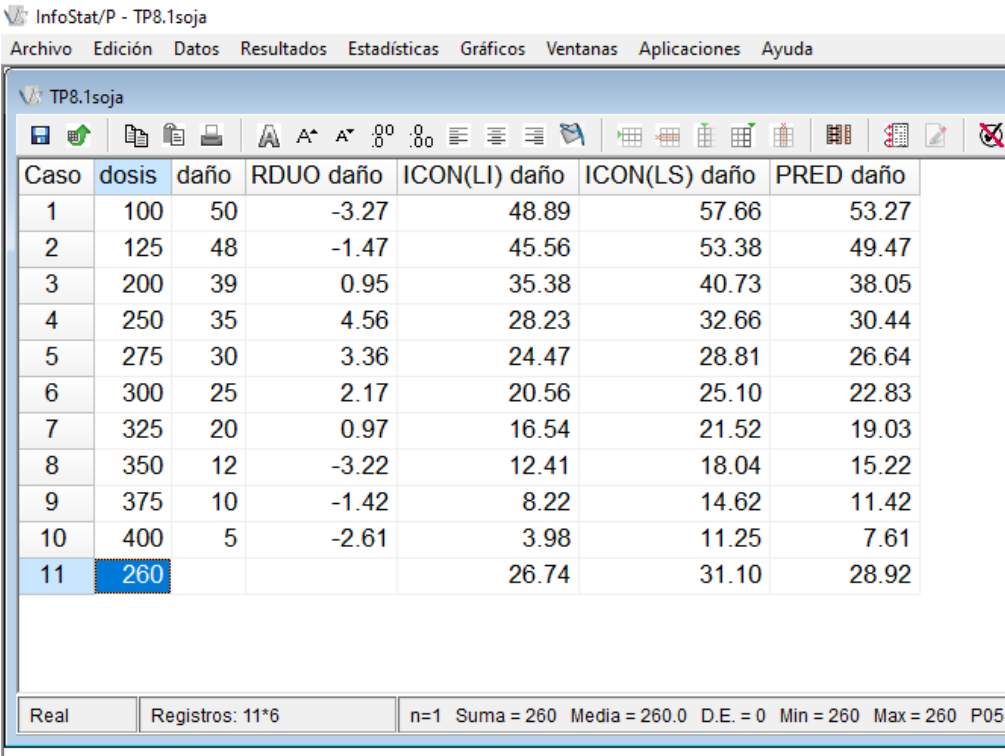 InfoStat/P - TP8.1soja
Archivo Edición Datos Resultados Estadísticas Gráficos Ventanas Aplicaciones Ayuda
TP8.1soja
Caso dosis daño RDUO daño ICON(LI) daño ICON(LS) daño PRED daño
1 100 50 -3.27 48.89 57.66 53.27
2 125 48 -1.47 45.56 53.38 49.47
3 200 39 0.95 35.38 40.73 38.05
4 250 35 4.56 28.23 32.66 30.44
5 275 30 3.36 24.47 28.81 26.64
6 300 25 2.17 20.56 25.10 22.83
7 325 20 0.97 16.54 21.52 19.03
8 350 12 -3.22 12.41 18.04 15.22
9 375 10 -1.42 8.22 14.62 11.42
10 400 5 -2.61 3.98 11.25 7.61
11 260 26.74 31.10 28.92
Real Registros: 11*6 n=1 Suma = 260 Media = 260.0 D.E. = 0 Min = 260 Max = 260 P05